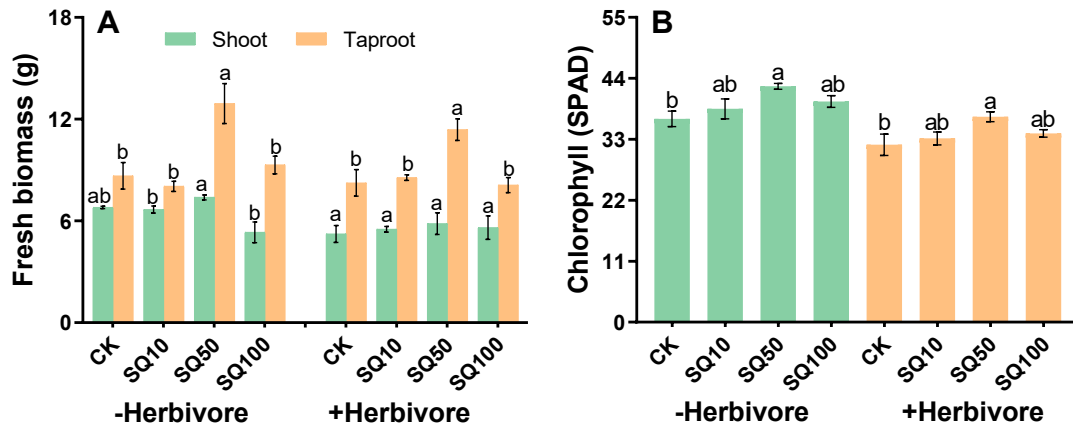 A
Fresh biomass (g)
18
12
6
0
Shoot
Taproot
ab b b b a a b b
a b a b a a a b
CK SQ10 SQ50 SQ100 CK SQ10 SQ50 SQ100
-Herbivore +Herbivore
B
Chlorophyll (SPAD)
55
44
33
22
11
0
b ab a ab b ab a ab
CK SQ10 SQ50 SQ100 CK SQ10 SQ50 SQ100
-Herbivore +Herbivore